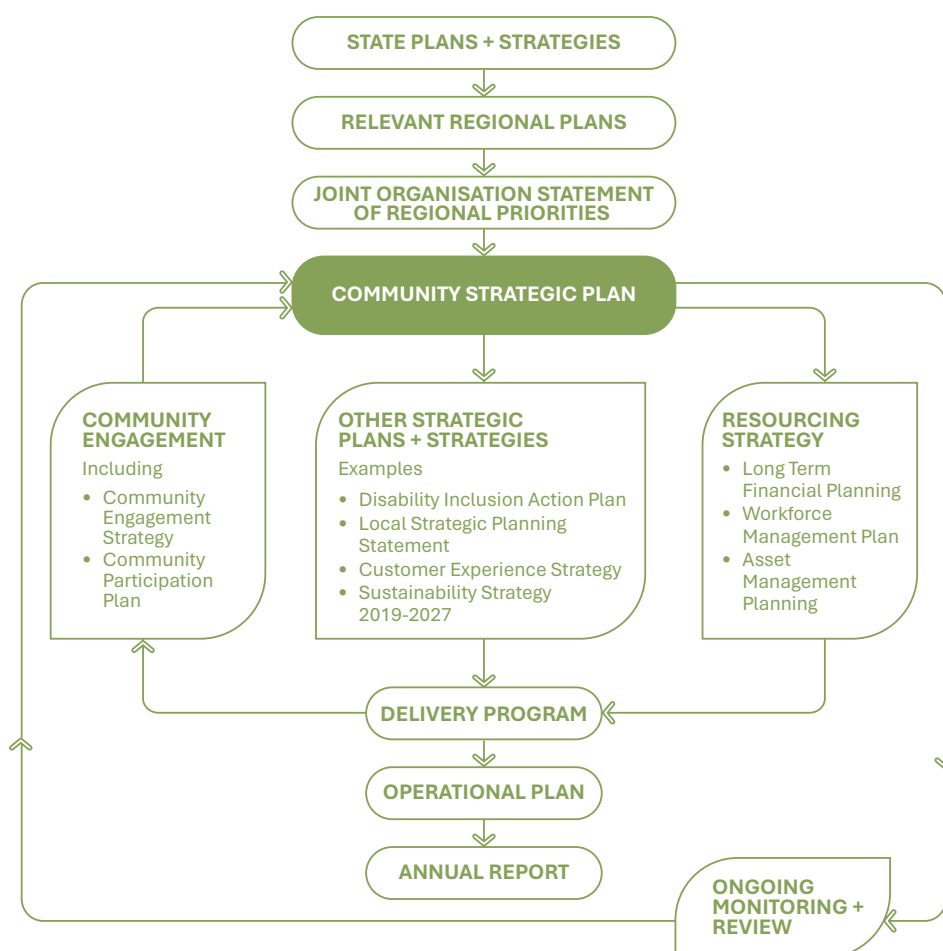 STATE PLANS + STRATEGIES
RELEVANT REGIONAL PLANS
JOINT ORGANISATION STATEMENT
OF REGIONAL PRIORITIES
COMMUNITY STRATEGIC PLAN
COMMUNITY
ENGAGEMENT
Including
• Community
Engagement
Strategy
• Community
Participation
Plan
OTHER STRATEGIC
PLANS + STRATEGIES
Examples
• Disability Inclusion Action Plan
• Local Strategic Planning
Statement
• Customer Experience Strategy
• Sustainability Strategy
2019-2027
RESOURCING
STRATEGY
• Long Term
Financial Planning
• Workforce
Management Plan
• Asset
Management
Planning
DELIVERY PROGRAM
OPERATIONAL PLAN
ANNUAL REPORT
ONGOING
MONITORING +
REVIEW